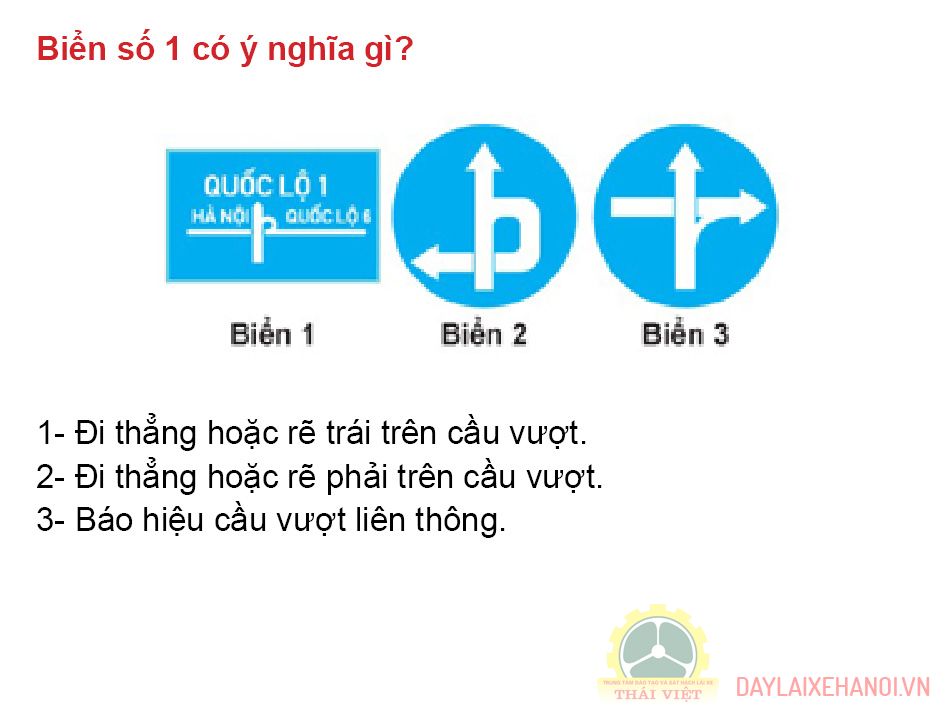 Biển số 1 có ý nghĩa gì?
QUỐC LỘ 1
HÀ NỘI QUỐC LỘ 6
Biển 1 Biển 2 Biển 3
1- Đi thẳng hoặc rẽ trái trên cầu vượt.
2- Đi thẳng hoặc rẽ phải trên cầu vượt.
3- Báo hiệu cầu vượt liên thông.
TRUNG TÂM ĐÀO TẠO VÀ SÁT HẠCH LÁI XE
THÁI VIỆT
DAYLAIXEHANOI.VN